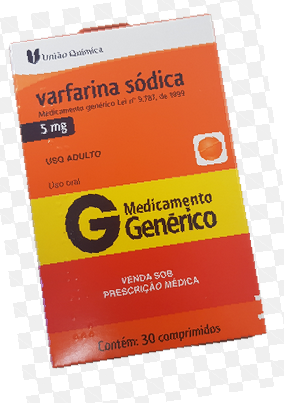 União Química
varfarina sódica
Medicamento genérico Lei nº 9.787, de 1999
5 mg
USO ADULTO
Uso oral
G Medicamento
Genérico
VENDA SOB
PRESCRIÇÃO MÉDICA
Contém: 30 comprimidos